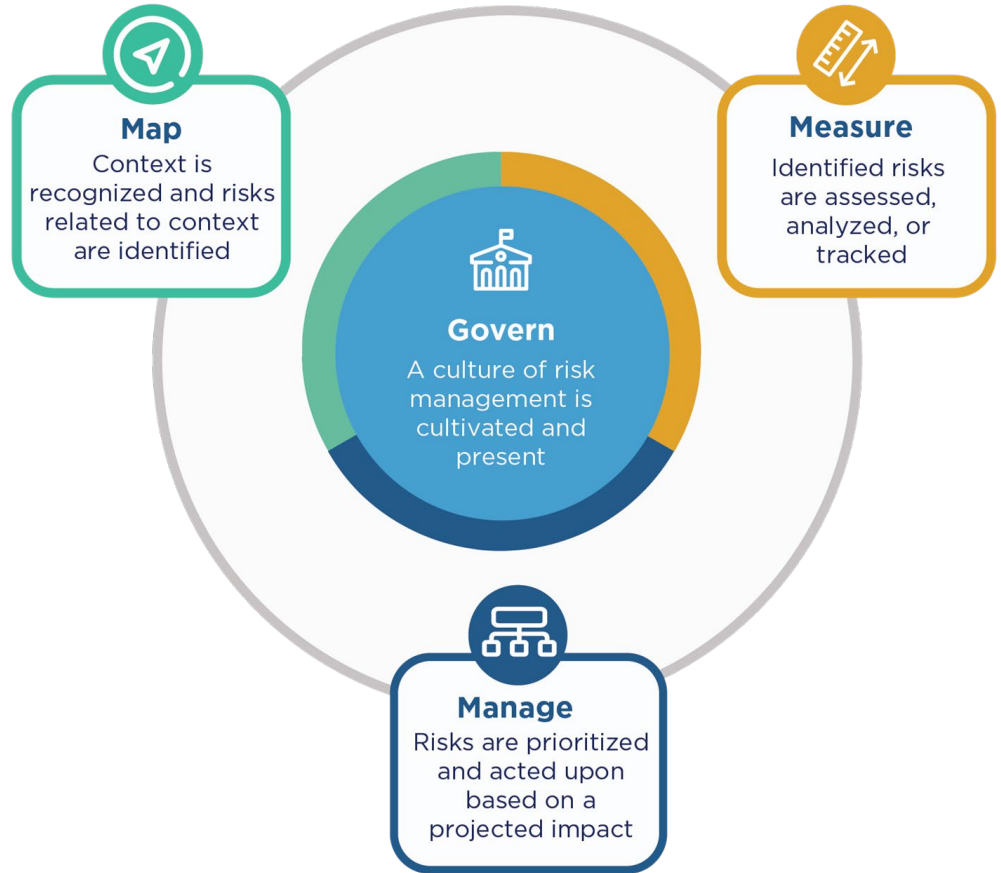 Map
Context is
recognized and risks
related to context
are identified
Measure
Identified risks
are assessed,
analyzed, or
tracked
Govern
A culture of risk
management is
cultivated and
present
Manage
Risks are prioritized
and acted upon
based on a
projected impact